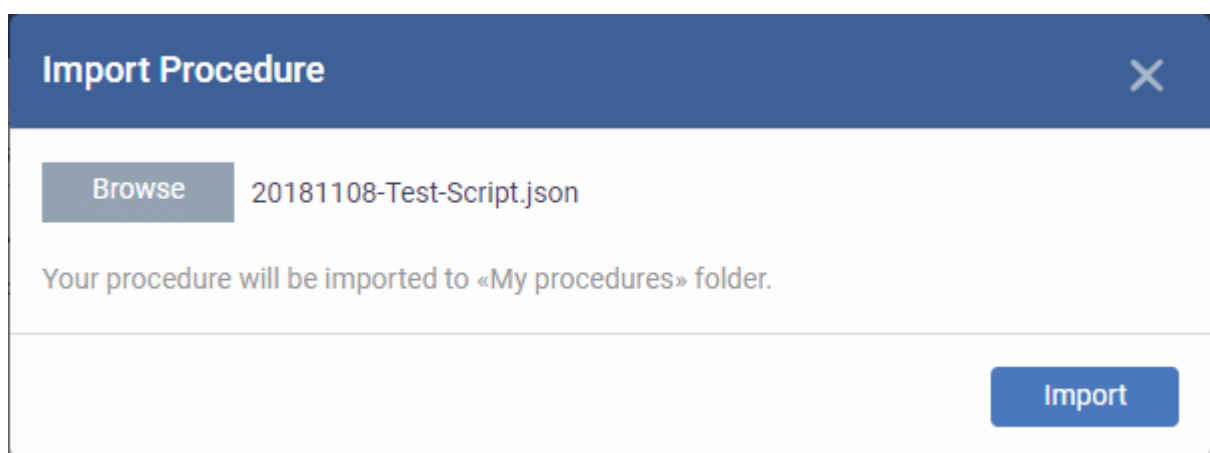 Import Procedure
Browse 20181108-Test-Script.json
Your procedure will be imported to «My procedures» folder.
Import